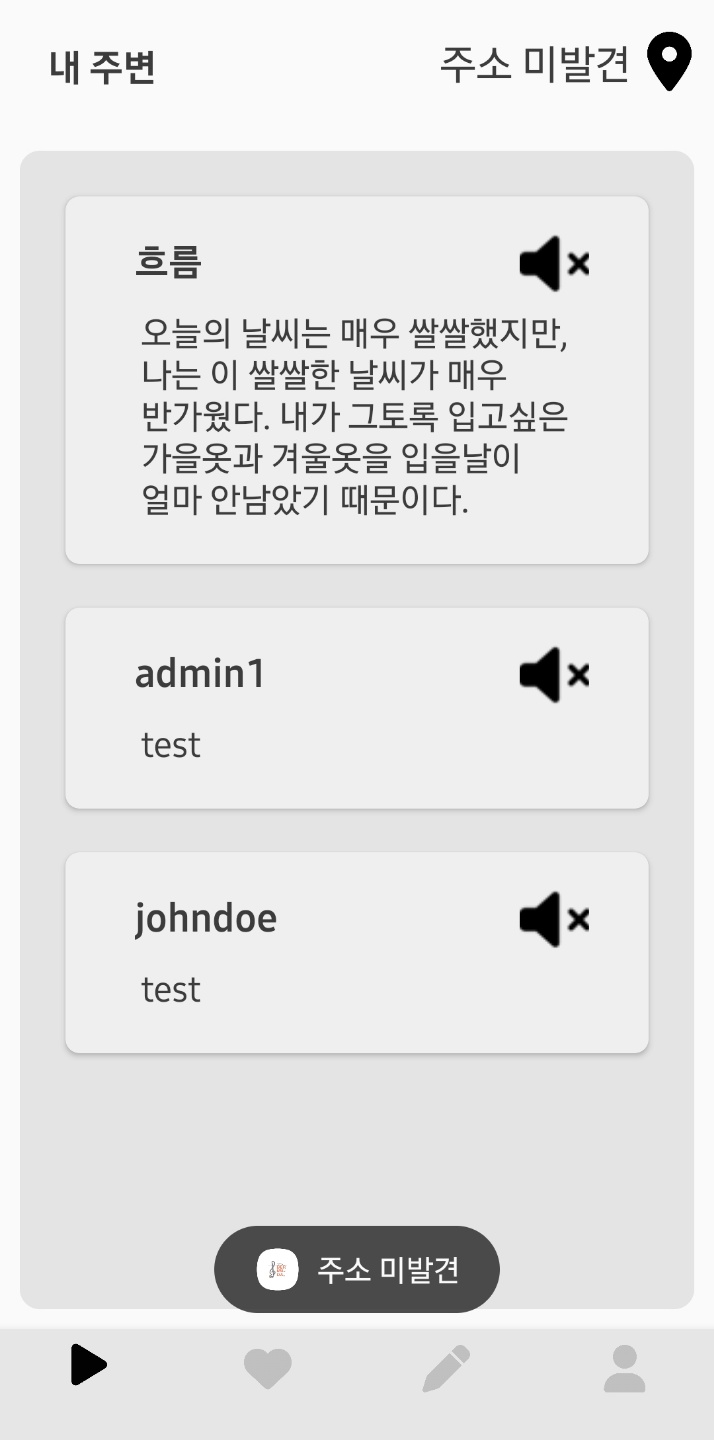 내 주변
주소 미발견
흐름
오늘의 날씨는 매우 쌀쌀했지만,
나는 이 쌀쌀한 날씨가 매우
반가웠다. 내가 그토록 입고싶은
가을옷과 겨울옷을 입을날이
얼마 안남았기 때문이다.
admin1
test
johndoe
test
주소 미발견